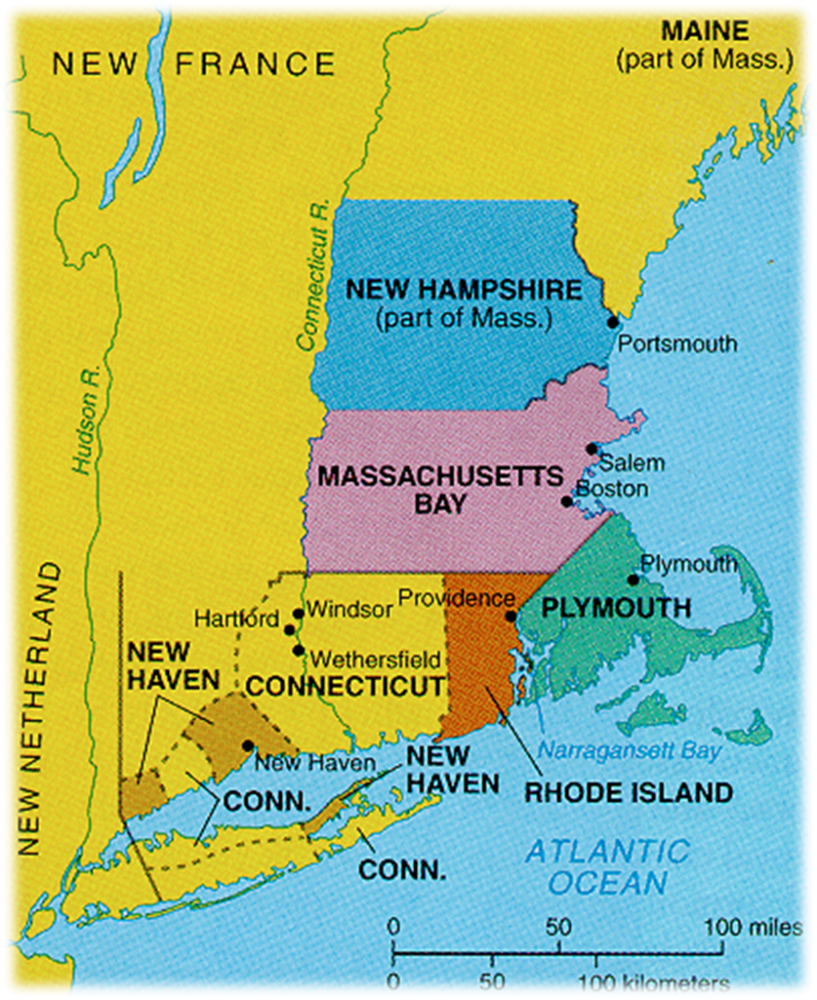 MAINE
(part of Mass.)
NEW FRANCE
Connecticut R.
NEW HAMPSHIRE
(part of Mass.)
Portsmouth
Hudson R.
Salem
MASSACHUSETTS
BAY
Boston
Plymouth
PLYMOUTH
Providence
Windsor
Hartford
Wethersfield
NEW
HAVEN
CONNECTICUT
NEW NETHERLAND
New Haven
NEW
HAVEN
Narragansett Bay
RHODE ISLAND
CONN.
CONN.
ATLANTIC
OCEAN
0 50 100 miles
0 50 100 kilometers